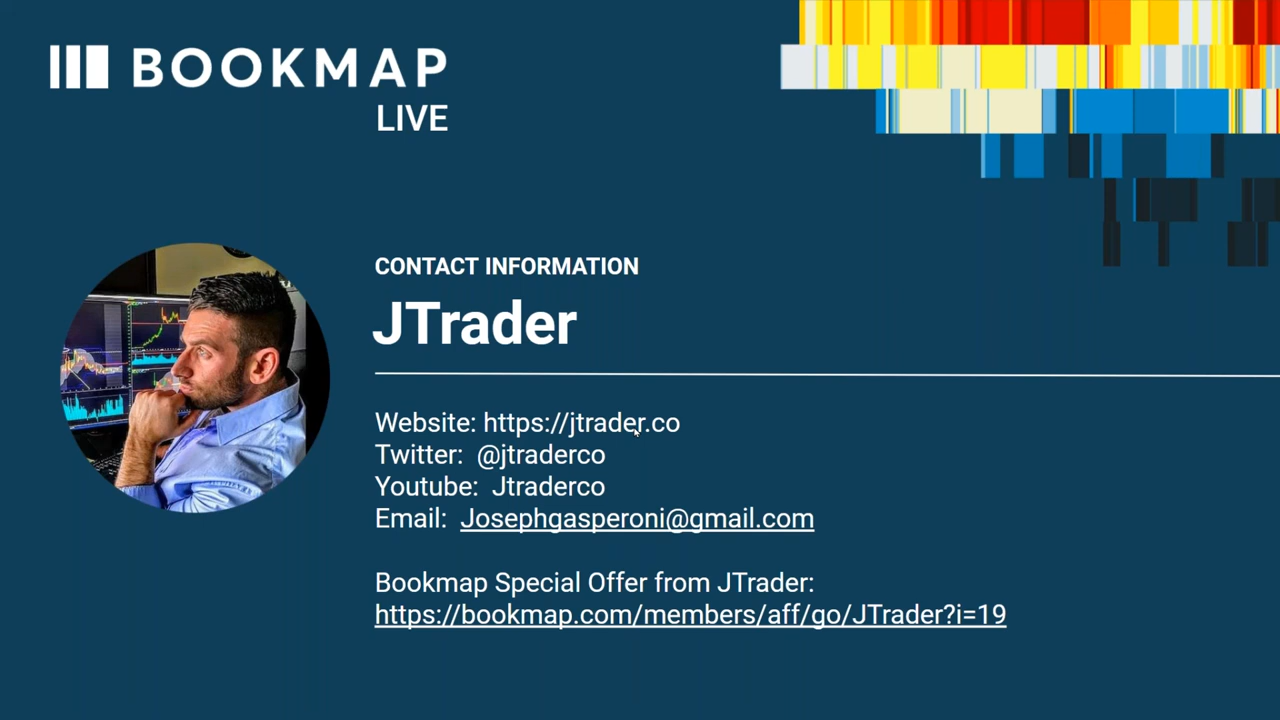 BOOKMAP
LIVE
CONTACT INFORMATION
JTrader
Website: https://jtrader.co
Twitter: @jtraderco
Youtube: Jtraderco
Email: Josephgasperoni@gmail.com
Bookmap Special Offer from JTrader:
https://bookmap.com/members/aff/go/JTrader?i=19